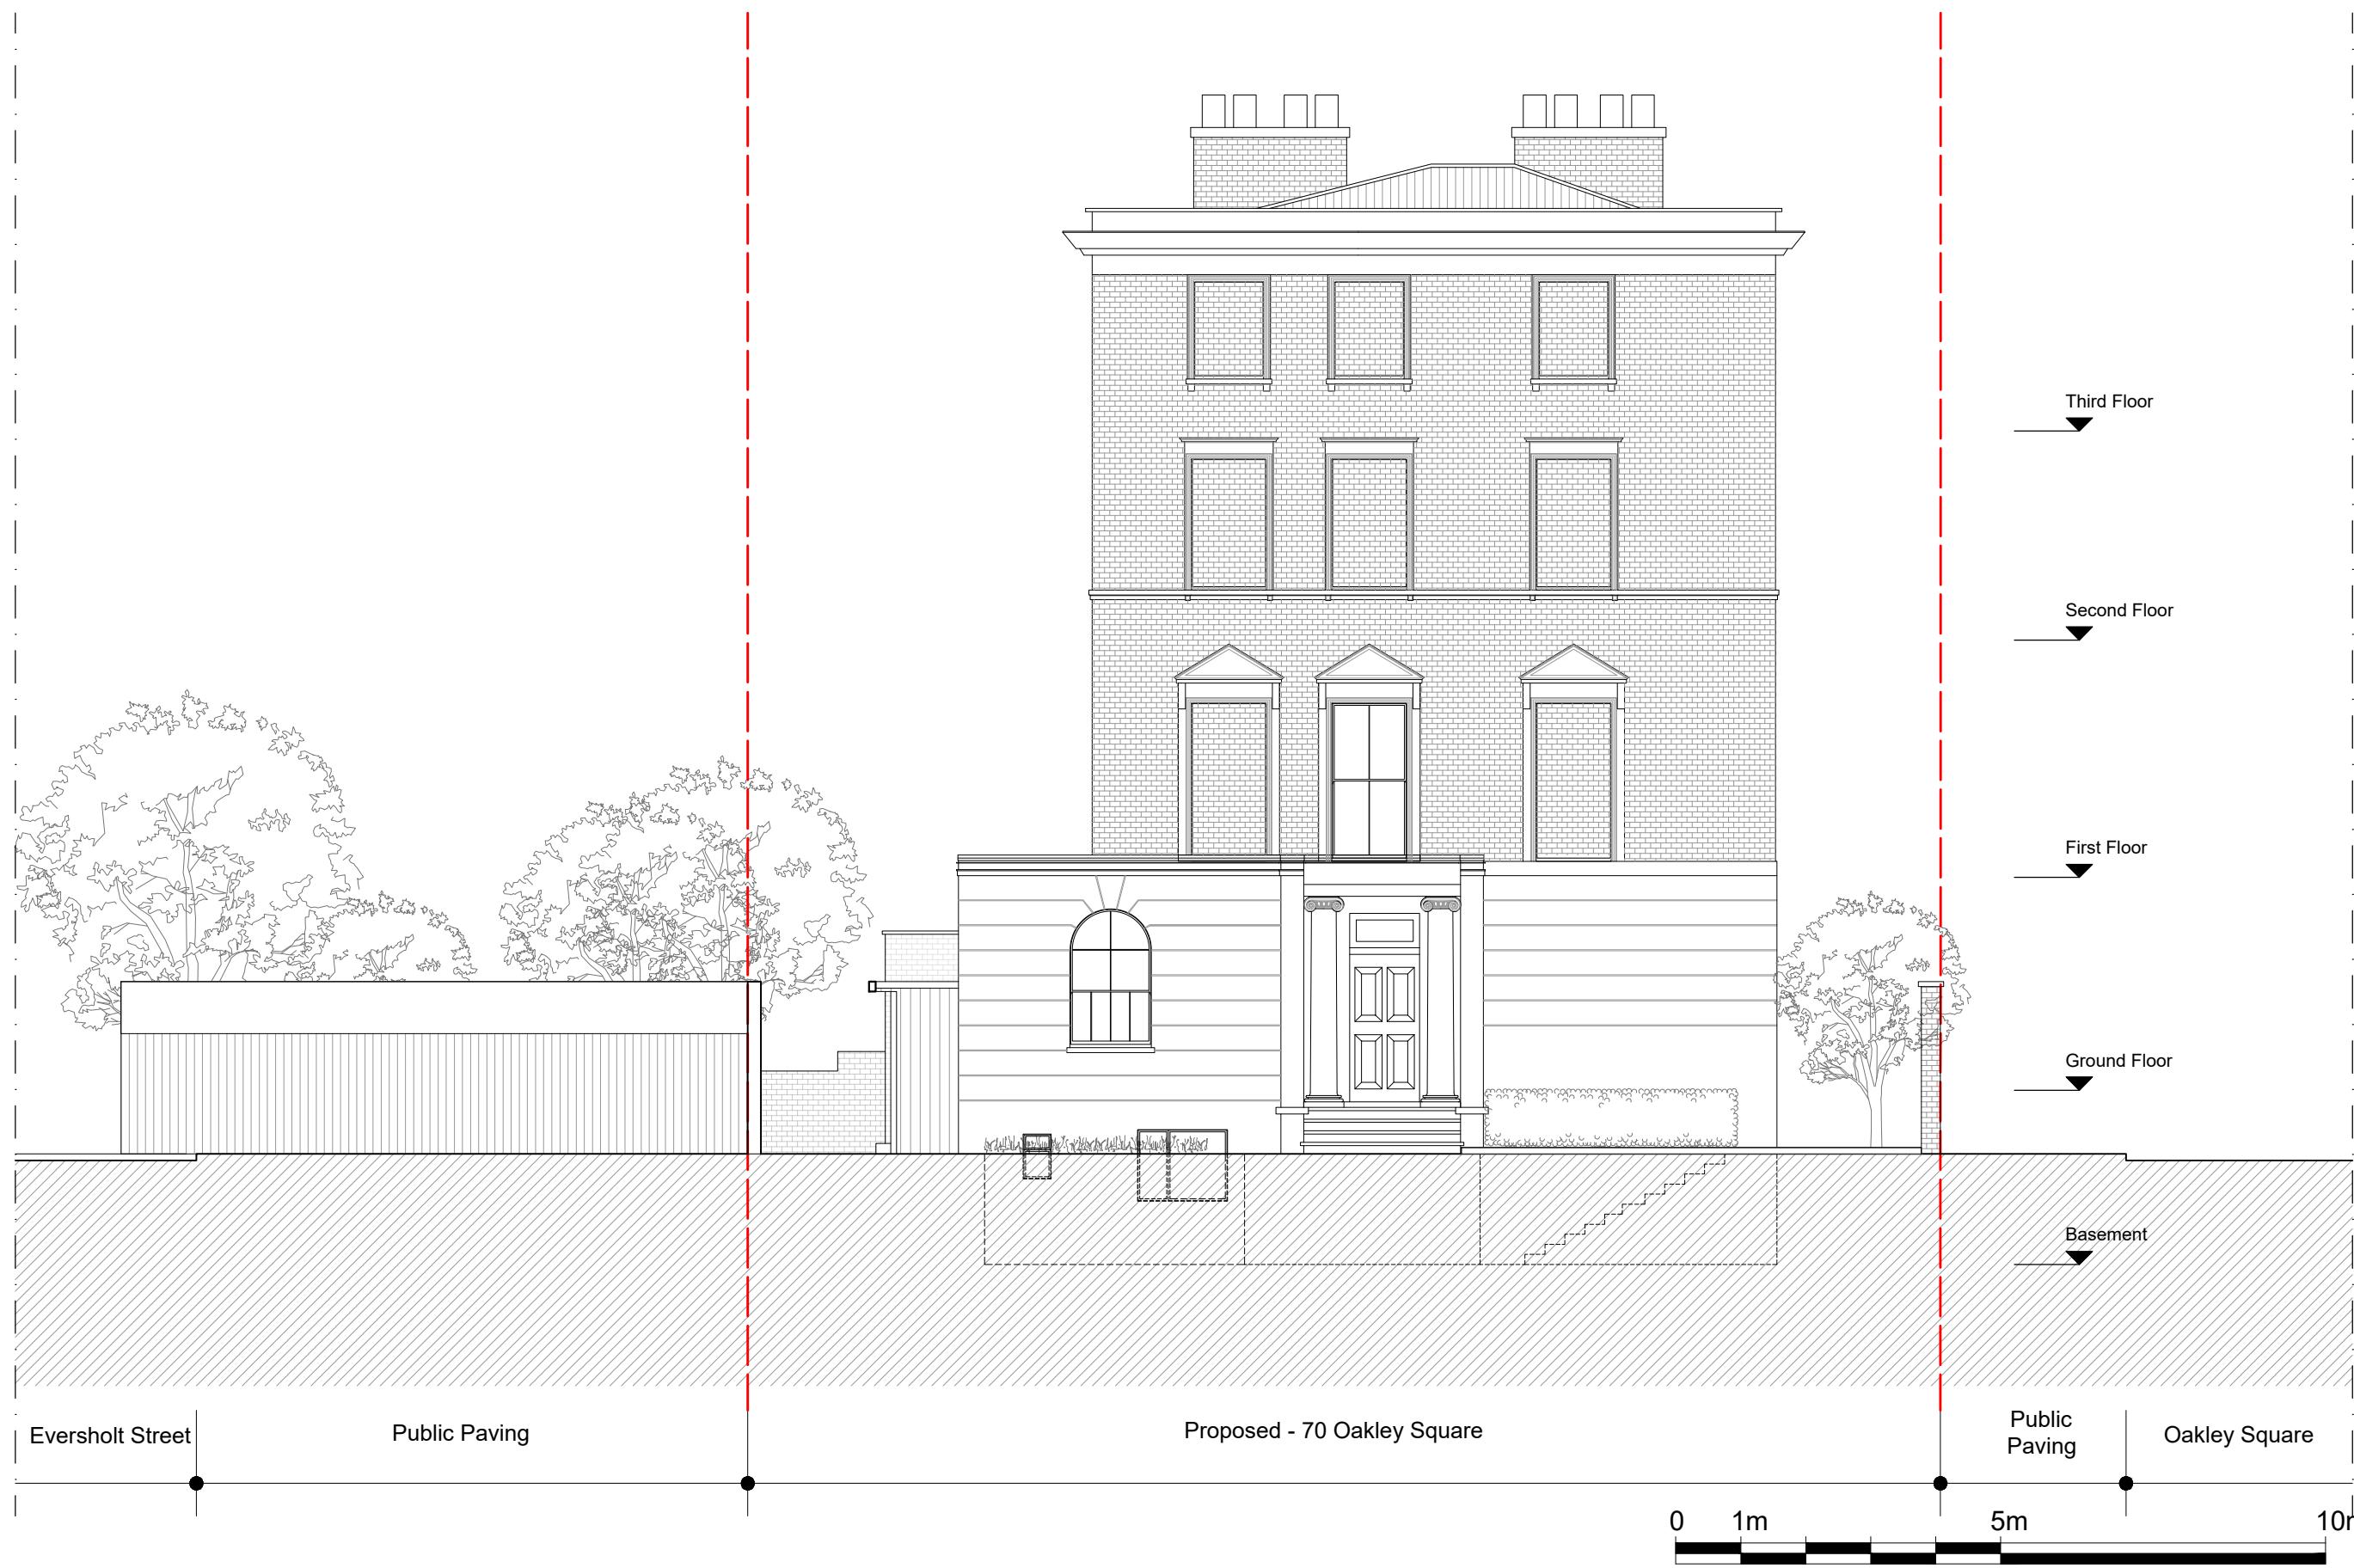 Third Floor
Second Floor
First Floor
Ground Floor
Basement
Eversholt Street
Public Paving
Proposed - 70 Oakley Square
Public
Paving
Oakley Square
0 1m 5m 10m